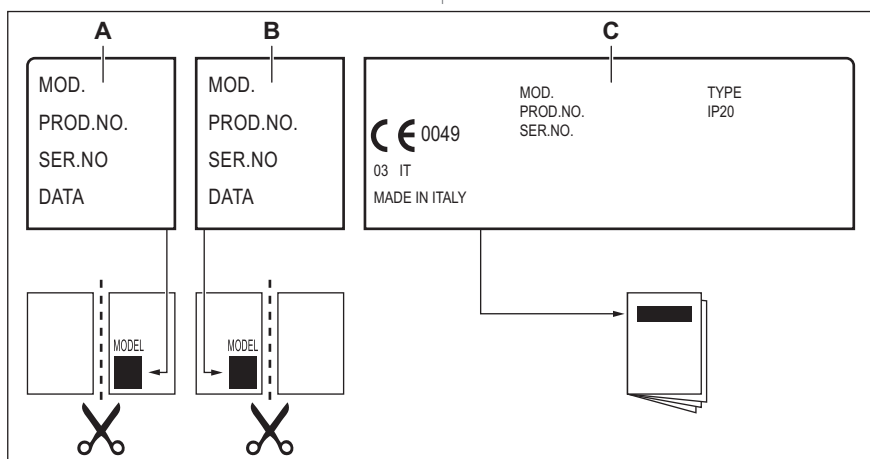 A
B
C
MOD.
PROD.NO.
SER.NO
DATA
MOD.
PROD.NO.
SER.NO
DATA
MOD.
PROD.NO.
SER.NO.
TYPE
IP20
CE 0049
03 IT
MADE IN ITALY
MODEL
MODEL